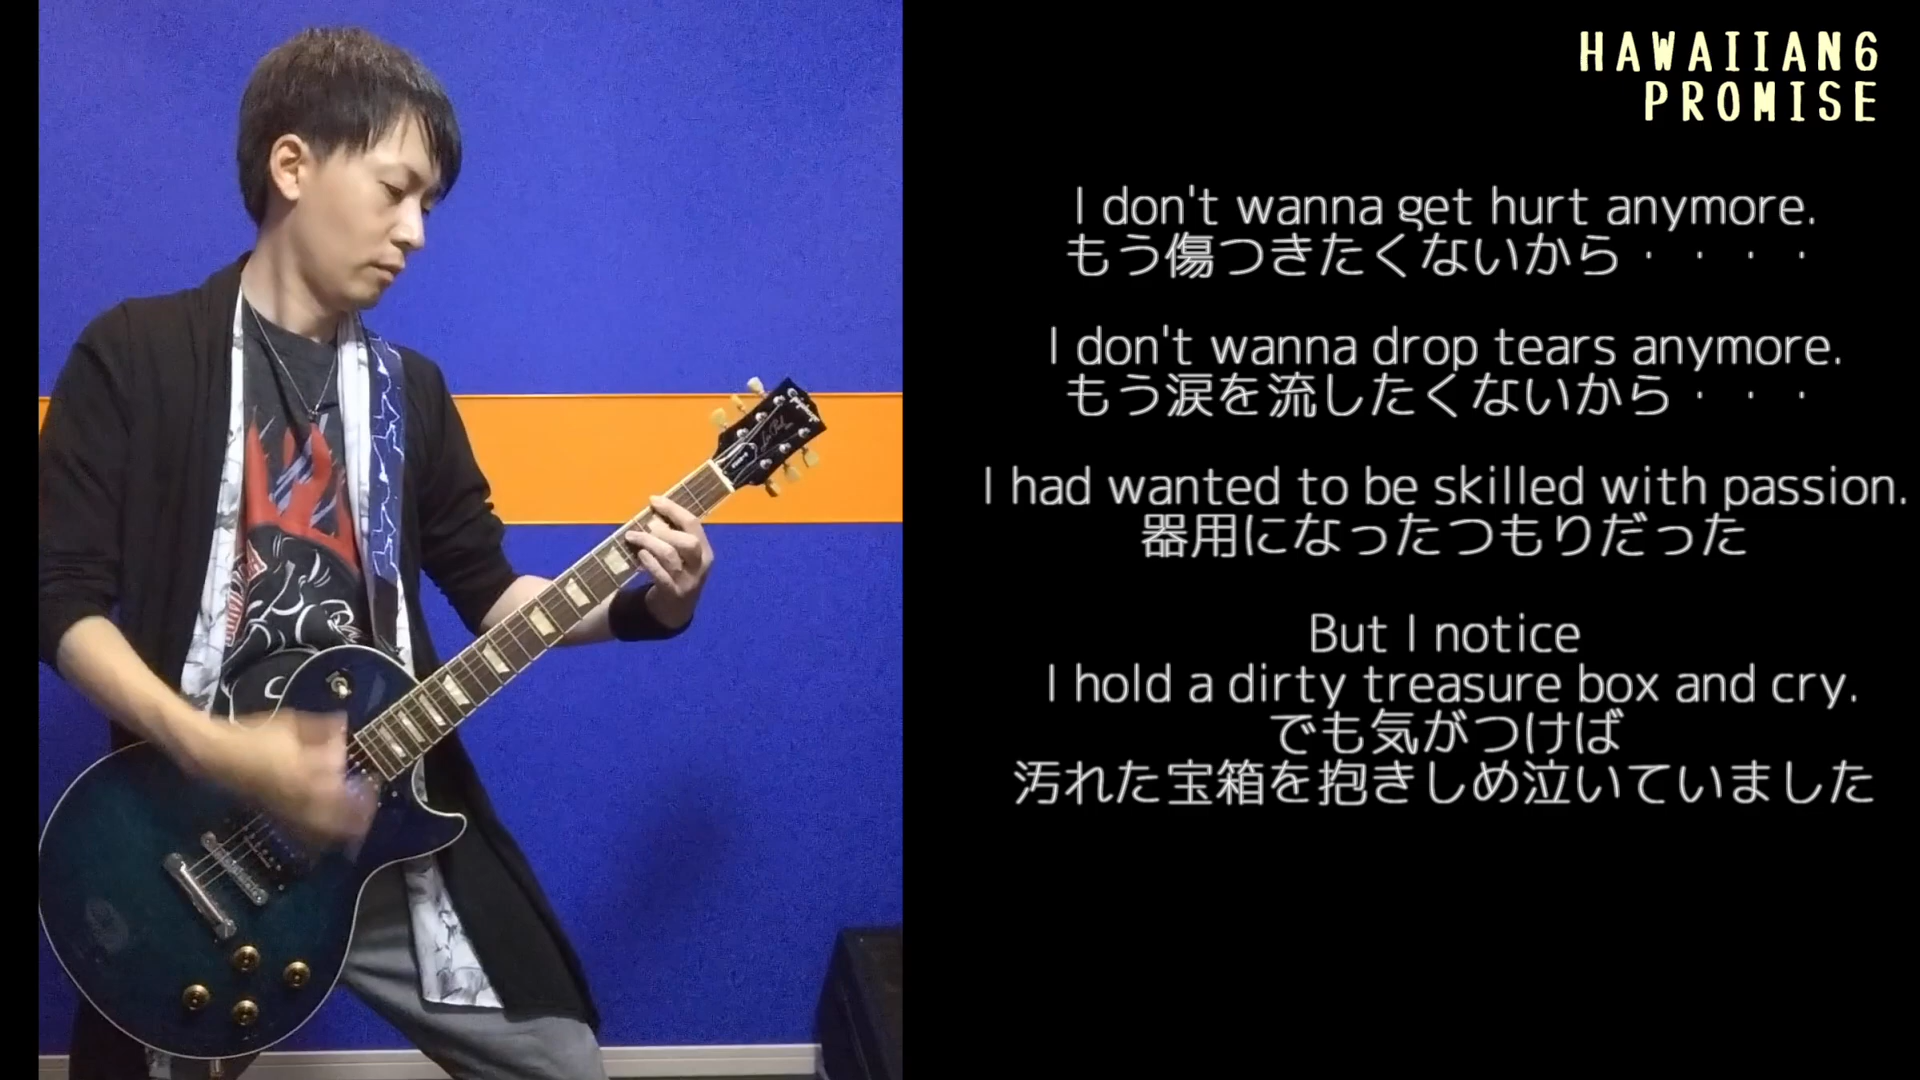 HAWAIIAN6
PROMISE
I don't wanna get hurt anymore.
もう傷つきたくないから・・・・
I don't wanna drop tears anymore.
もう涙を流したくないから・・・
I had wanted to be skilled with passion.
器用になったつもりだった
But I notice
I hold a dirty treasure box and cry.
でも気がつけば
汚れた宝箱を抱きしめ泣いていました